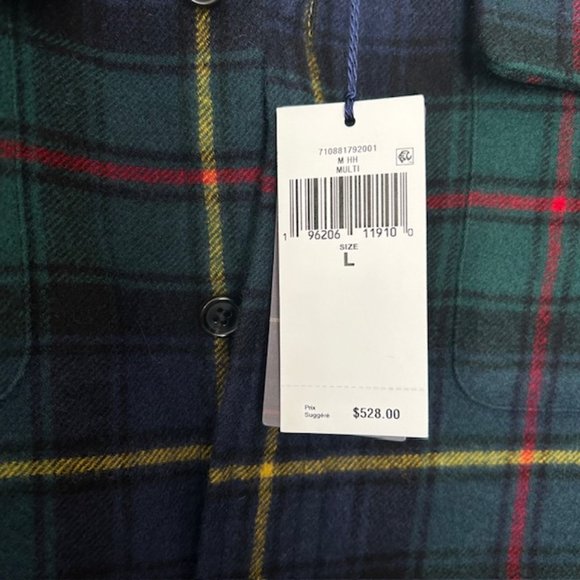 710881792001
M HH
MULTI
1 96206 11910 0
SIZE
L
Prix
Suggéré
$528.00